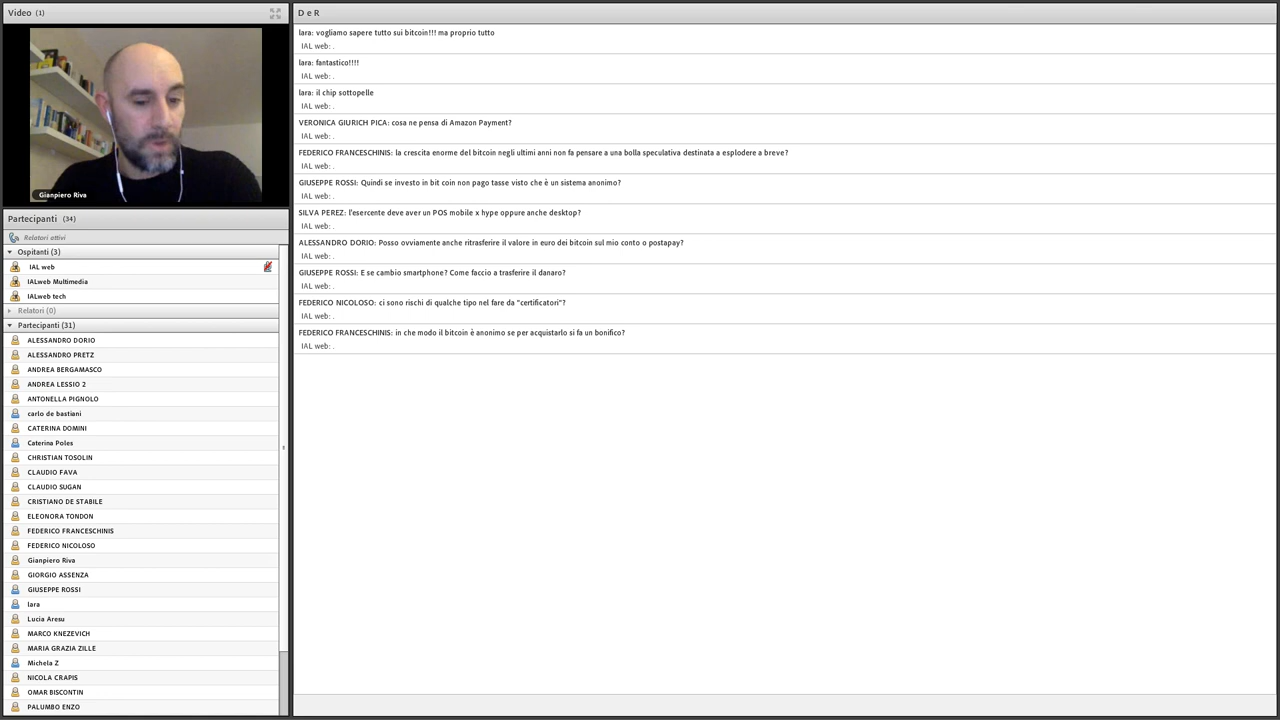 Video (1)
Gianpiero Riva
Partecipanti (34)
Relatori attivi
Ospitanti (3)
IAL web
IALweb Multimedia
IALweb tech
Relatori (0)
Partecipanti (31)
ALESSANDRO DORIO
ALESSANDRO PRETZ
ANDREA BERGAMASCO
ANDREA LESSIO 2
ANTONELLA PIGNOLO
carlo de bastiani
CATERINA DOMINI
Caterina Poles
CHRISTIAN TOSOLIN
CLAUDIO FAVA
CLAUDIO SUGAN
CRISTIANO DE STABILE
ELEONORA TONDON
FEDERICO FRANCESCHINIS
FEDERICO NICOLOSO
Gianpiero Riva
GIORGIO ASSENZA
GIUSEPPE ROSSI
lara
Lucia Aresu
MARCO KNEZEVICH
MARIA GRAZIA ZILLE
Michela Z
NICOLA CRAPIS
OMAR BISCONTIN
PALUMBO ENZO
D e R
lara: vogliamo sapere tutto sui bitcoin!!! ma proprio tutto
IAL web: .
lara: fantastico!!!!
IAL web: .
lara: il chip sottopelle
IAL web: .
VERONICA GIURICH PICA: cosa ne pensa di Amazon Payment?
IAL web: .
FEDERICO FRANCESCHINIS: la crescita enorme del bitcoin negli ultimi anni non fa pensare a una bolla speculativa destinata a esplodere a breve?
IAL web: .
GIUSEPPE ROSSI: Quindi se investo in bit coin non pago tasse visto che è un sistema anonimo?
IAL web: .
SILVA PEREZ: l'esercente deve aver un POS mobile x hype oppure anche desktop?
IAL web: .
ALESSANDRO DORIO: Posso ovviamente anche ritrasferire il valore in euro dei bitcoin sul mio conto o postapay?
IAL web: .
GIUSEPPE ROSSI: E se cambio smartphone? Come faccio a trasferire il danaro?
IAL web: .
FEDERICO NICOLOSO: ci sono rischi di qualche tipo nel fare da "certificatori"?
IAL web: .
FEDERICO FRANCESCHINIS: in che modo il bitcoin è anonimo se per acquistarlo si fa un bonifico?
IAL web: .